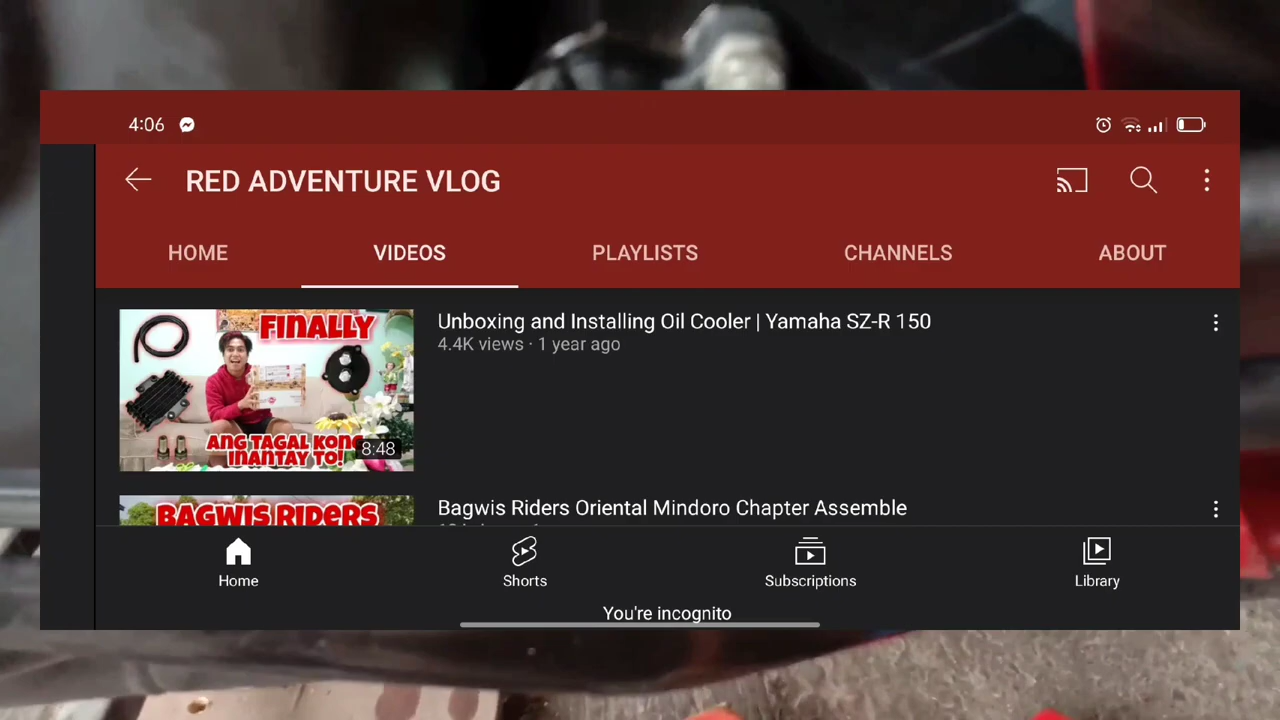 4:06
RED ADVENTURE VLOG
HOME VIDEOS PLAYLISTS CHANNELS ABOUT
FINALLY
ANG TAGAL KONG
INANTAY TO!
8:48
Unboxing and Installing Oil Cooler | Yamaha SZ-R 150
4.4K views · 1 year ago
BAGWIS RIDERS
Bagwis Riders Oriental Mindoro Chapter Assemble
Home Shorts Subscriptions Library
You're incognito